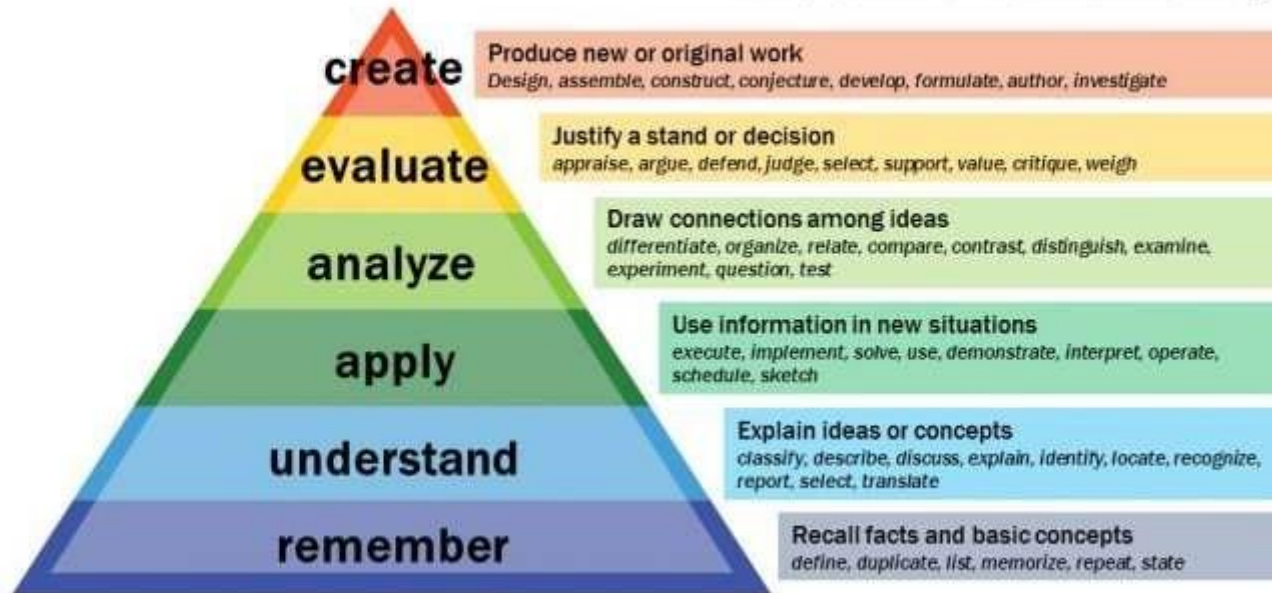 create
Produce new or original work
Design, assemble, construct, conjecture, develop, formulate, author, investigate
evaluate
Justify a stand or decision
appraise, argue, defend, judge, select, support, value, critique, weigh
analyze
Draw connections among ideas
differentiate, organize, relate, compare, contrast, distinguish, examine,
experiment, question, test
apply
Use information in new situations
execute, implement, solve, use, demonstrate, interpret, operate,
schedule, sketch
understand
Explain ideas or concepts
classify, describe, discuss, explain, identify, locate, recognize,
report, select, translate
remember
Recall facts and basic concepts
define, duplicate, list, memorize, repeat, state